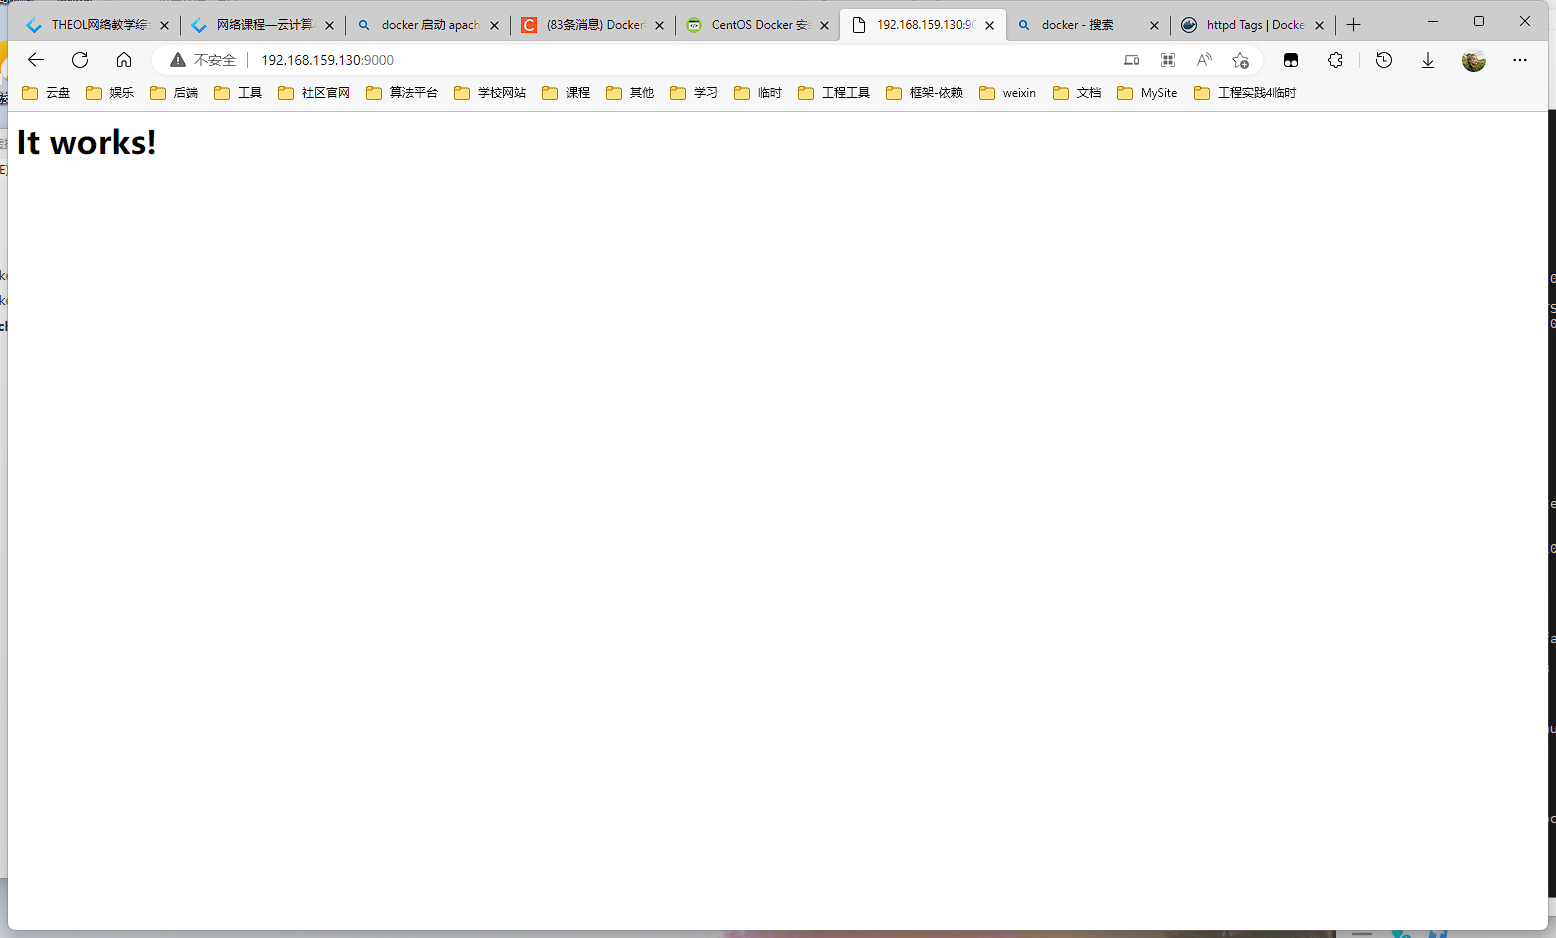 THEOL网络教学综
网络课程—云计算
docker 启动 apach
(83条消息) Docker
CentOS Docker 安
192.168.159.130:90
docker - 搜索
httpd Tags | Docke
不安全
192.168.159.130:9000
云盘
娱乐
后端
工具
社区官网
算法平台
学校网站
课程
其他
学习
临时
工程工具
框架-依赖
weixin
文档
MySite
工程实践4临时
It works!